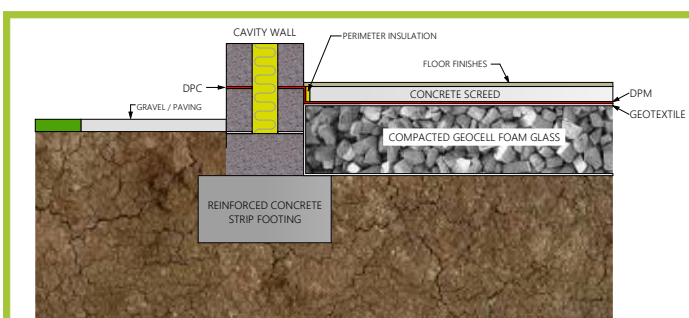 CAVITY WALL
PERIMETER INSULATION
FLOOR FINISHES
DPC
CONCRETE SCREED
DPM
GRAVEL / PAVING
GEOTEXTILE
COMPACTED GEOCELL FOAM GLASS
REINFORCED CONCRETE
STRIP FOOTING